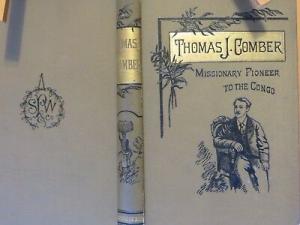 THOMAS J. COMBER
MISSIONARY PIONEER
TO THE CONGO
THOMAS
COMBER